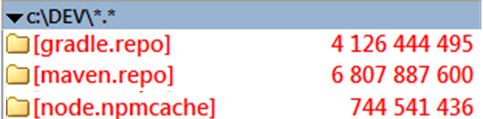 c:\DEV\*.*
[gradle.repo] 4 126 444 495
[maven.repo] 6 807 887 600
[node.npmcache] 744 541 436